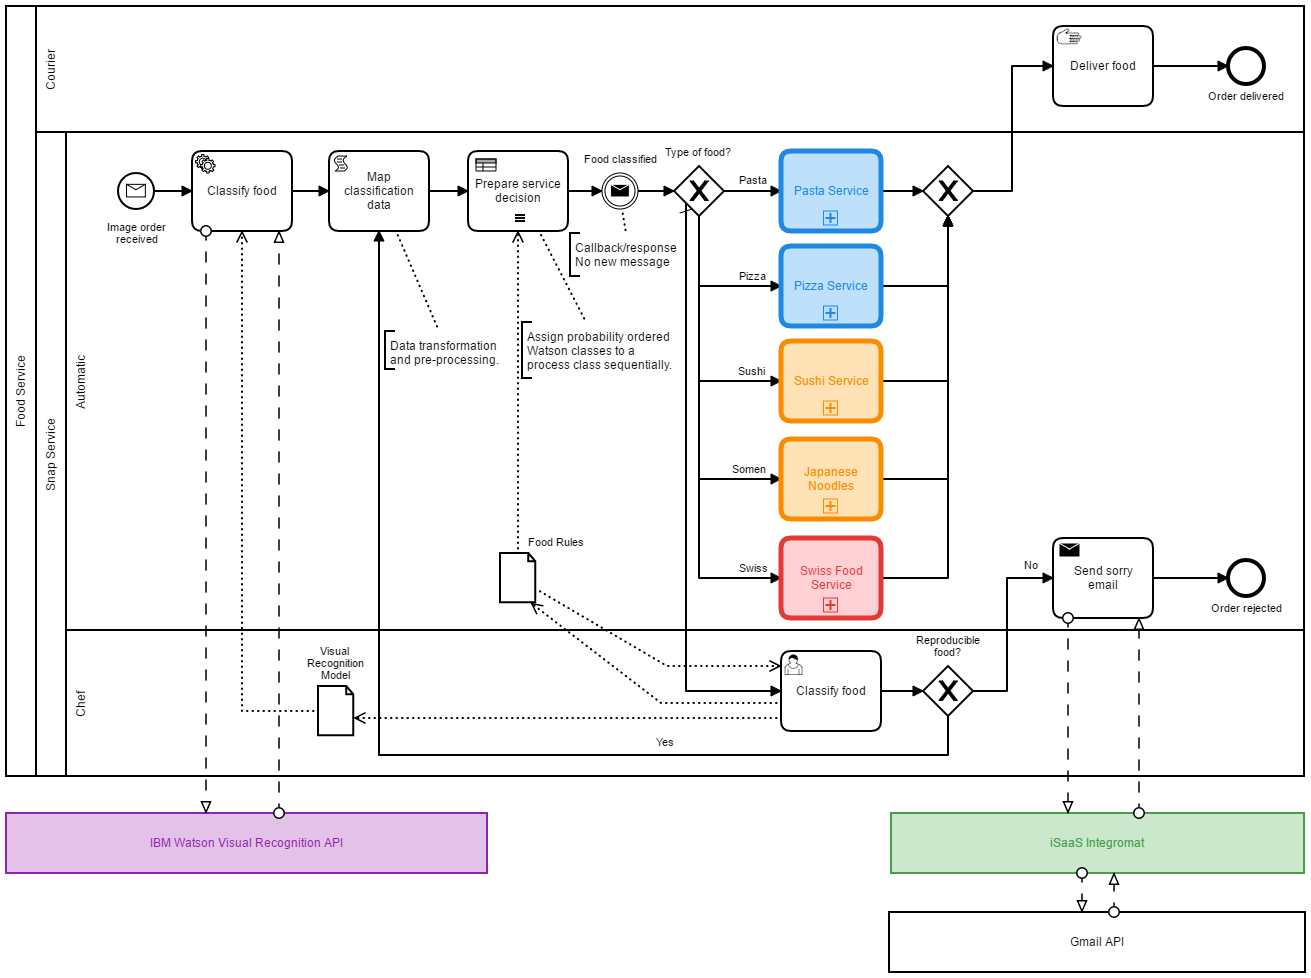 Food Service
Courier
Snap Service
Automatic
Chef
Deliver food
Order delivered
Image order
received
Classify food
Map
classification
data
Prepare service
decision
Food classified
Type of food?
Callback/response
No new message
Data transformation
and pre-processing.
Assign probability ordered
Watson classes to a
process class sequentially.
Pasta
Pasta Service
Pizza
Pizza Service
Sushi
Sushi Service
Somen
Japanese
Noodles
Swiss
Swiss Food
Service
Food Rules
No
Send sorry
email
Order rejected
Visual
Recognition
Model
Classify food
Reproducible
food?
Yes
IBM Watson Visual Recognition API
iSaaS Integromat
Gmail API